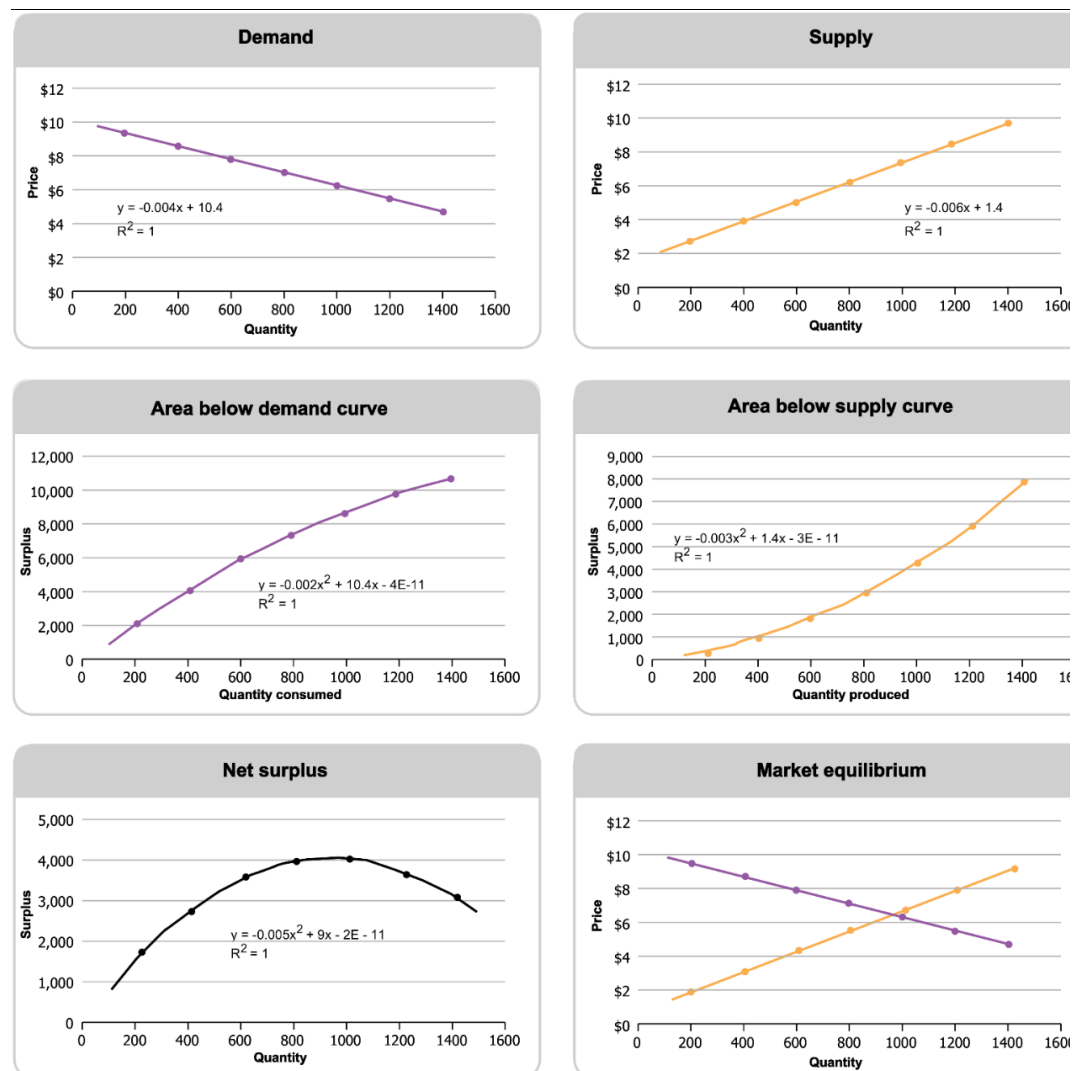 Demand
$12
$10
$8
$6
$4
$2
$0
Price
y = -0.004x + 10.4
R2 = 1
0 200 400 600 800 1000 1200 1400 1600
Quantity
Supply
$12
$10
$8
$6
$4
$2
$0
Price
y = -0.006x + 1.4
R2 = 1
0 200 400 600 800 1000 1200 1400
Quantity
Area below demand curve
12,000
10,000
8,000
6,000
4,000
2,000
0
Surplus
y = -0.002x2 + 10.4x - 4E-11
R2 = 1
0 200 400 600 800 1000 1200 1400 1600
Quantity consumed
Area below supply curve
9,000
8,000
7,000
6,000
5,000
4,000
3,000
2,000
1,000
0
Surplus
y = -0.003x2 + 1.4x - 3E - 11
R2 = 1
0 200 400 600 800 1000 1200 1400
Quantity produced
Net surplus
5,000
4,000
3,000
2,000
1,000
0
Surplus
y = -0.005x2 + 9x - 2E - 11
R2 = 1
0 200 400 600 800 1000 1200 1400 1600
Quantity
Market equilibrium
$12
$10
$8
$6
$4
$2
$0
Price
0 200 400 600 800 1000 1200 1400
Quantity